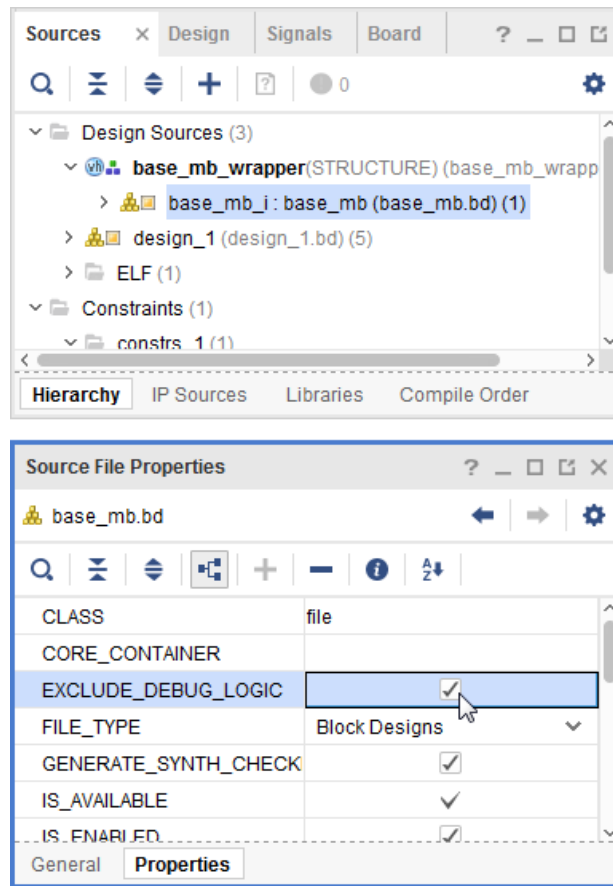 Sources × Design Signals Board ?
0
Design Sources (3)
base_mb_wrapper(STRUCTURE) (base_mb_wrapp
base_mb_i : base_mb (base_mb.bd) (1)
design_1 (design_1.bd) (5)
ELF (1)
Constraints (1)
constrs_1 (1)
Hierarchy IP Sources Libraries Compile Order
Source File Properties ? ×
base_mb.bd
A Z
CLASS file
CORE_CONTAINER
EXCLUDE_DEBUG_LOGIC
FILE_TYPE Block Designs
GENERATE_SYNTH_CHECK
IS_AVAILABLE
IS_ENABLED
General Properties